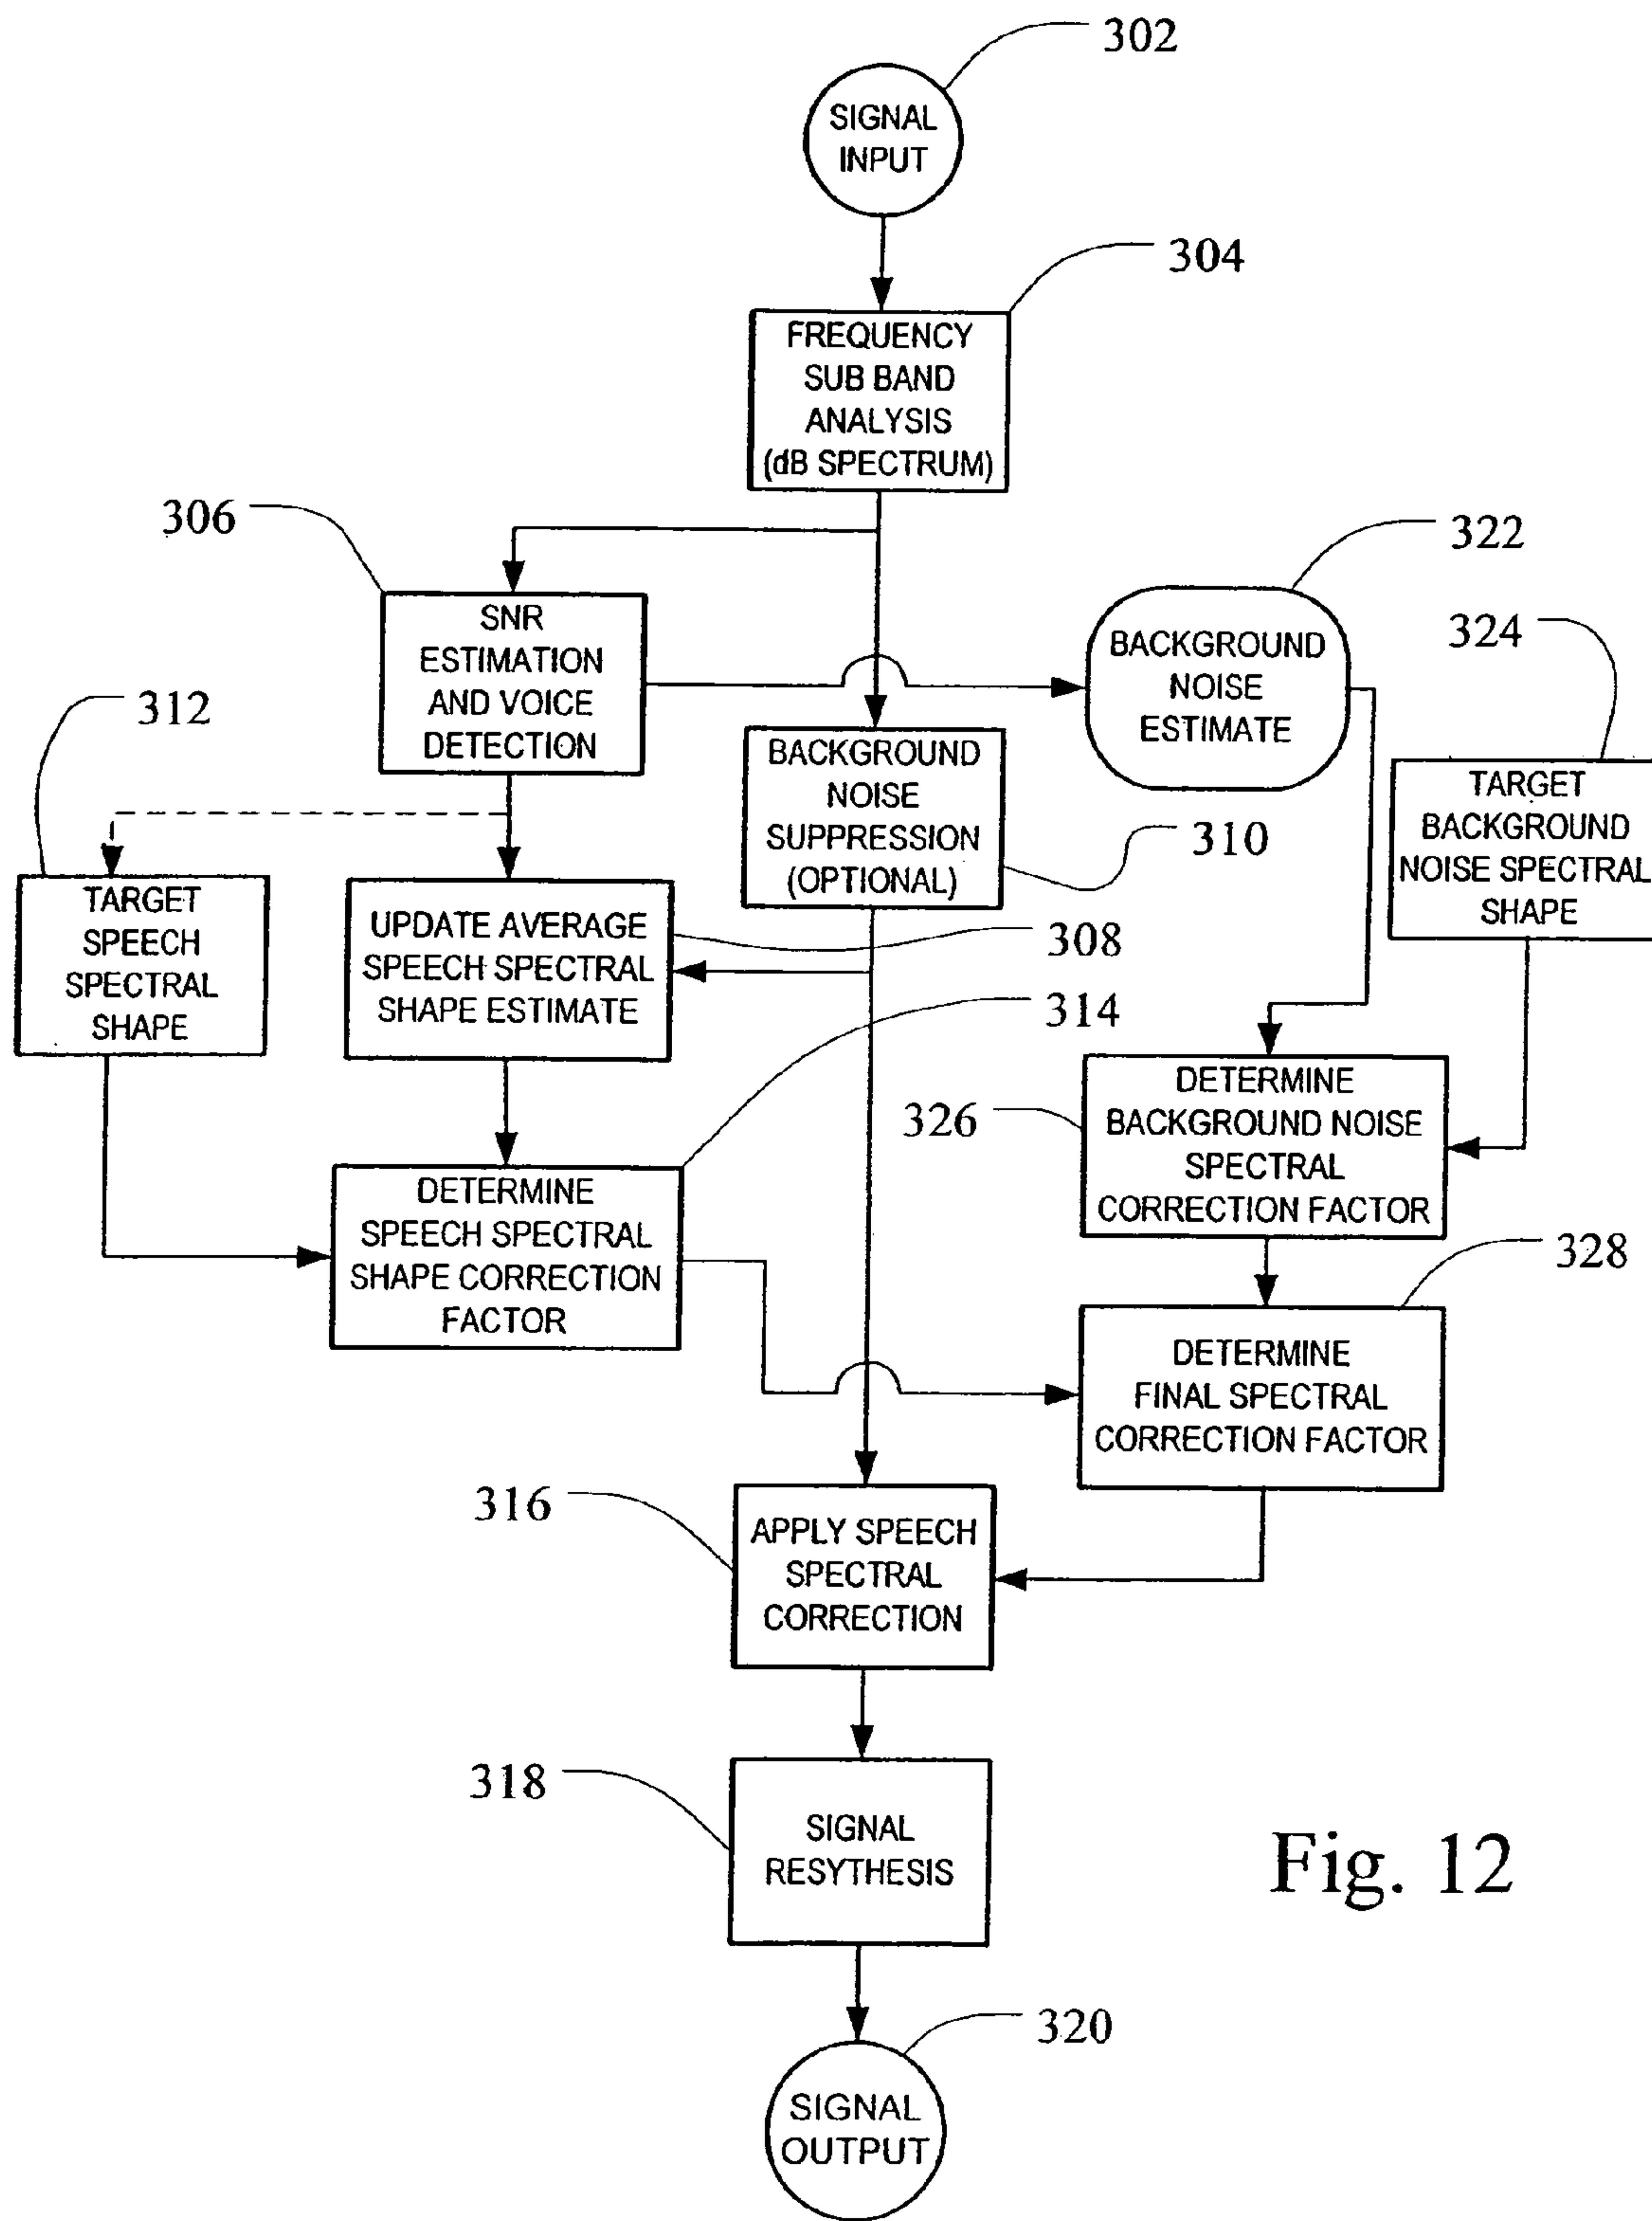 302
SIGNAL
INPUT
304
FREQUENCY
SUB BAND
ANALYSIS
(dB SPECTRUM)
306
SNR
ESTIMATION
AND VOICE
DETECTION
322
BACKGROUND
NOISE
ESTIMATE
324
TARGET
BACKGROUND
NOISE SPECTRAL
SHAPE
312
TARGET
SPEECH
SPECTRAL
SHAPE
BACKGROUND
NOISE
SUPPRESSION
(OPTIONAL)
310
UPDATE AVERAGE
SPEECH SPECTRAL
SHAPE ESTIMATE
308
314
DETERMINE
SPEECH SPECTRAL
SHAPE CORRECTION
FACTOR
326
DETERMINE
BACKGROUND NOISE
SPECTRAL
CORRECTION FACTOR
328
DETERMINE
FINAL SPECTRAL
CORRECTION FACTOR
316
APPLY SPEECH
SPECTRAL
CORRECTION
318
SIGNAL
RESYTHESIS
Fig. 12
320
SIGNAL
OUTPUT